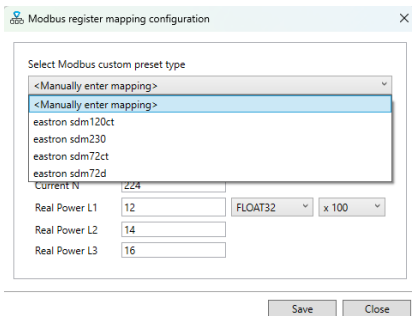 Modbus register mapping configuration
Select Modbus custom preset type
<Manually enter mapping>
<Manually enter mapping>
eastron sdm120ct
eastron sdm230
eastron sdm72ct
eastron sdm72d
Current N 224
Real Power L1 12 FLOAT32 x 100
Real Power L2 14
Real Power L3 16
Save Close